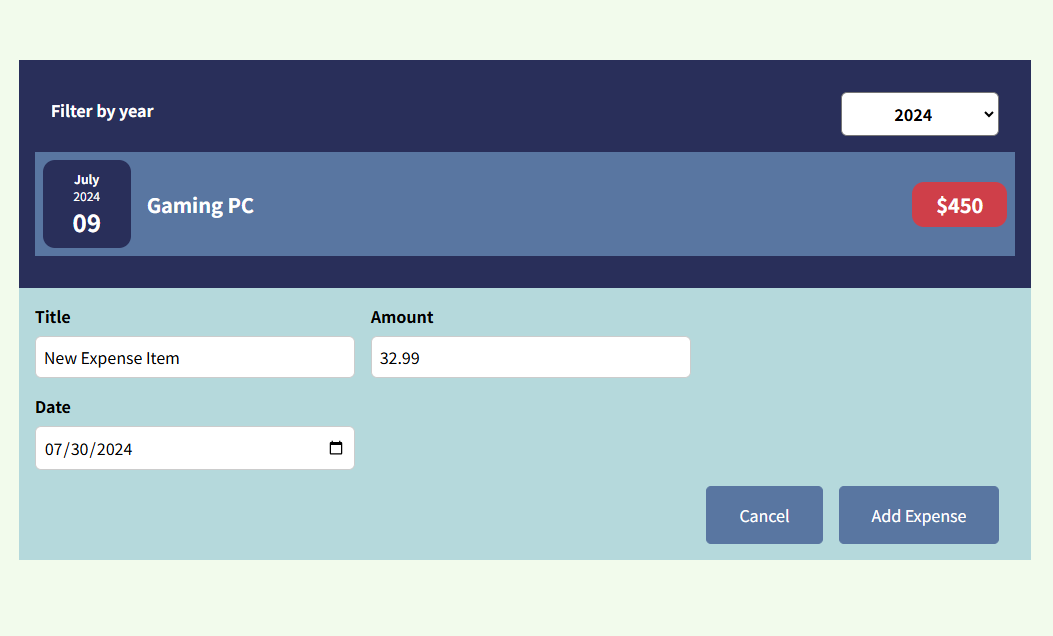 Filter by year
2024
July
2024
09
Gaming PC
$450
Title
Amount
New Expense Item
32.99
Date
07/30/2024
Cancel
Add Expense